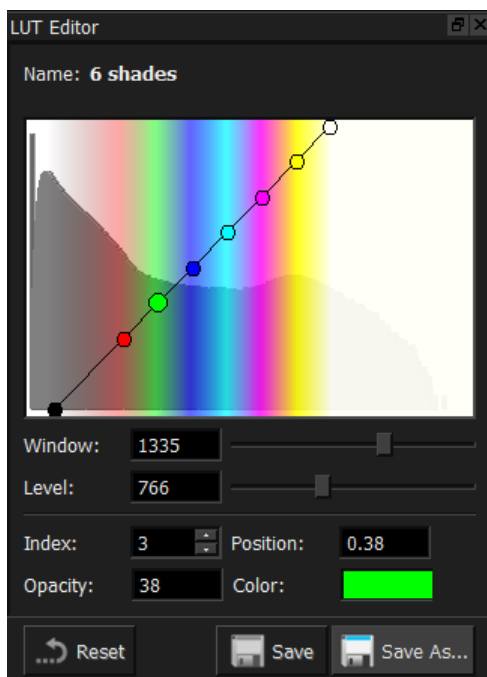 LUT Editor
Name: 6 shades
Window: 1335
Level: 766
Index: 3 Position: 0.38
Opacity: 38 Color:
Reset Save Save As...